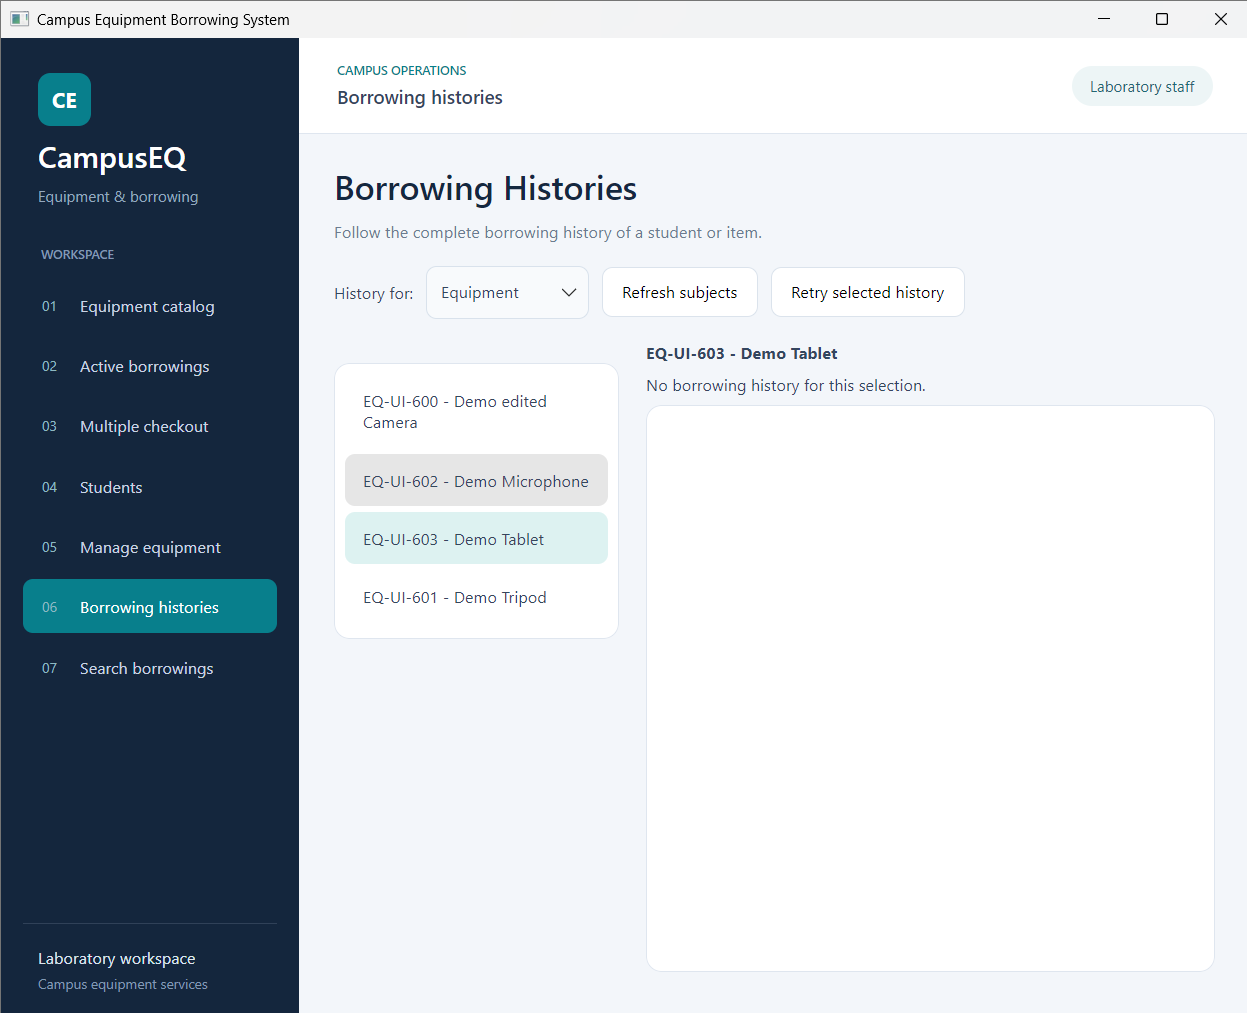 Campus Equipment Borrowing System
CE
CampusEQ
Equipment & borrowing
WORKSPACE
01 Equipment catalog
02 Active borrowings
03 Multiple checkout
04 Students
05 Manage equipment
06 Borrowing histories
07 Search borrowings
Laboratory workspace
Campus equipment services
CAMPUS OPERATIONS
Borrowing histories
Laboratory staff
Borrowing Histories
Follow the complete borrowing history of a student or item.
History for: Equipment Refresh subjects Retry selected history
EQ-UI-600 - Demo edited
Camera
EQ-UI-602 - Demo Microphone
EQ-UI-603 - Demo Tablet
EQ-UI-601 - Demo Tripod
EQ-UI-603 - Demo Tablet
No borrowing history for this selection.